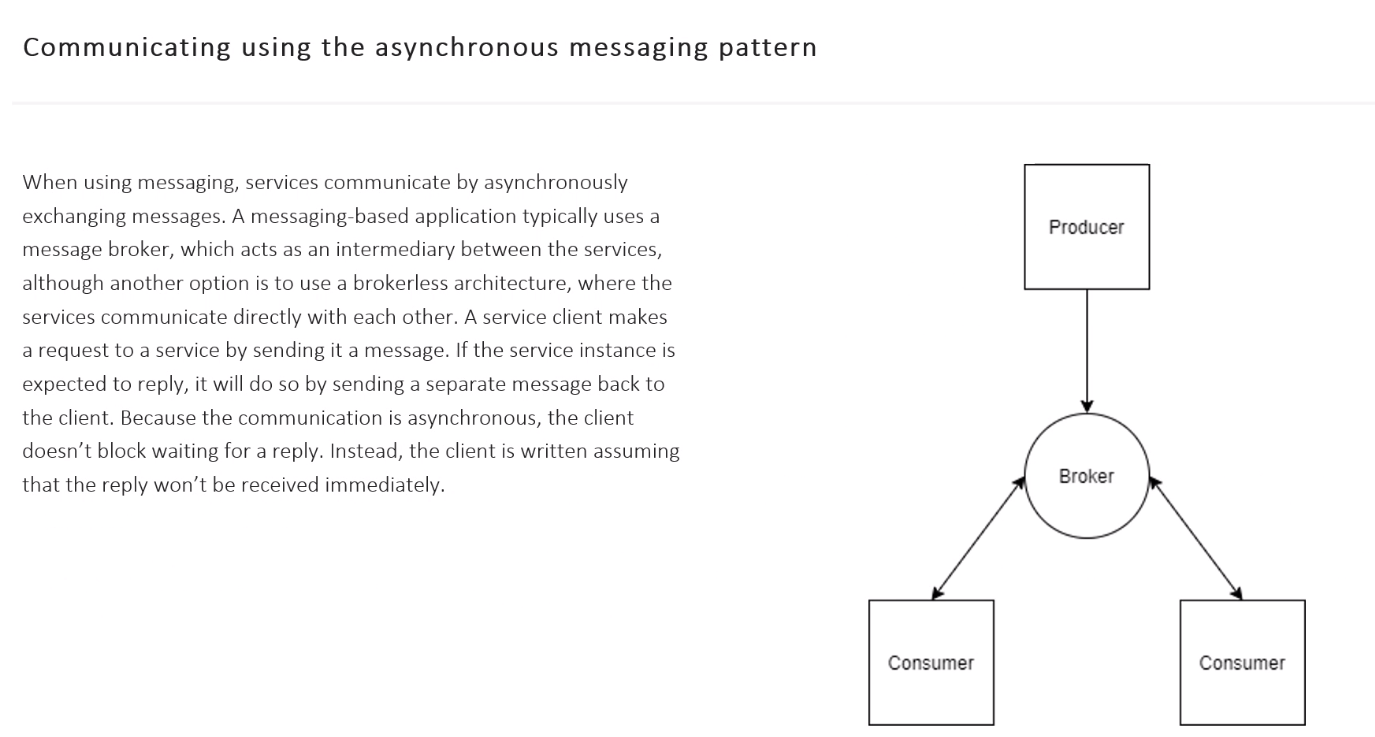 Communicating using the asynchronous messaging pattern
When using messaging, services communicate by asynchronously
exchanging messages. A messaging-based application typically uses a
message broker, which acts as an intermediary between the services,
although another option is to use a brokerless architecture, where the
services communicate directly with each other. A service client makes
a request to a service by sending it a message. If the service instance is
expected to reply, it will do so by sending a separate message back to
the client. Because the communication is asynchronous, the client
doesn’t block waiting for a reply. Instead, the client is written assuming
that the reply won’t be received immediately.
Producer
Broker
Consumer
Consumer